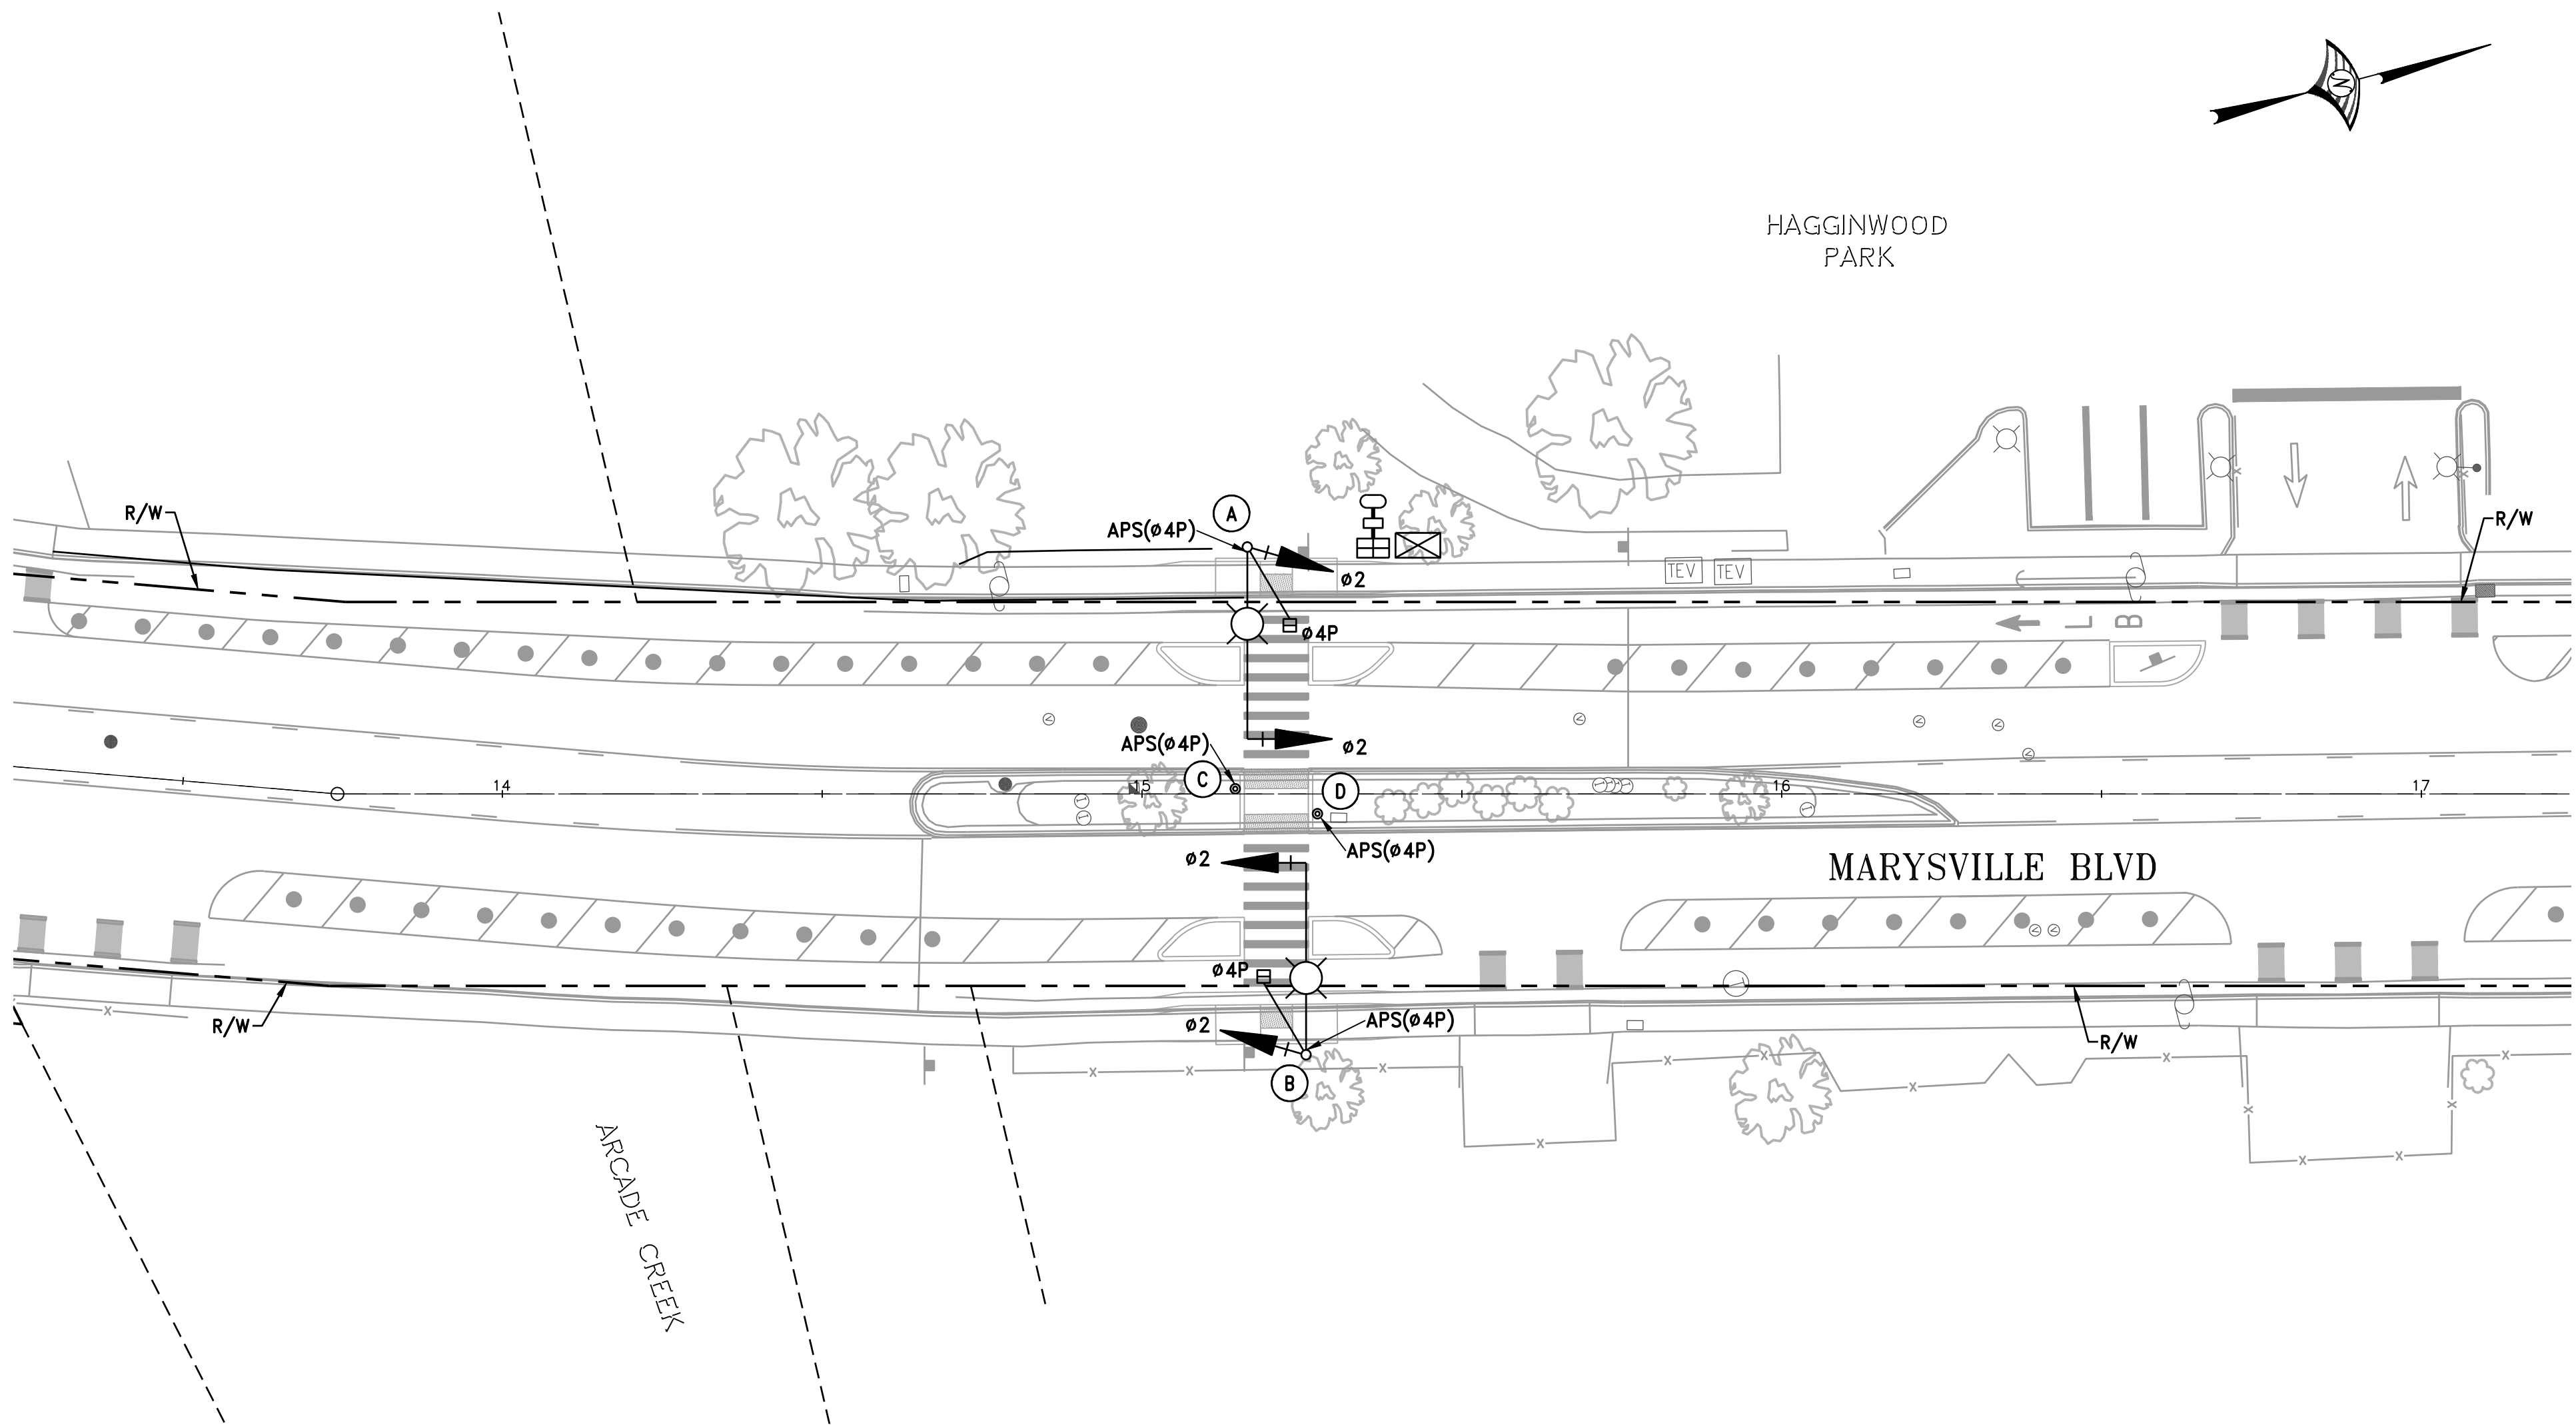 N
HAGGINWOOD
PARK
R/W
APS(ø4P)
A
ø2
R/W
TEV
TEV
ø4P
L
B
APS(ø4P)
ø2
C
D
14
15
16
17
APS(ø4P)
ø2
MARYSVILLE BLVD
ø4P
R/W
ø2
APS(ø4P)
R/W
B
ARCADE CREEK